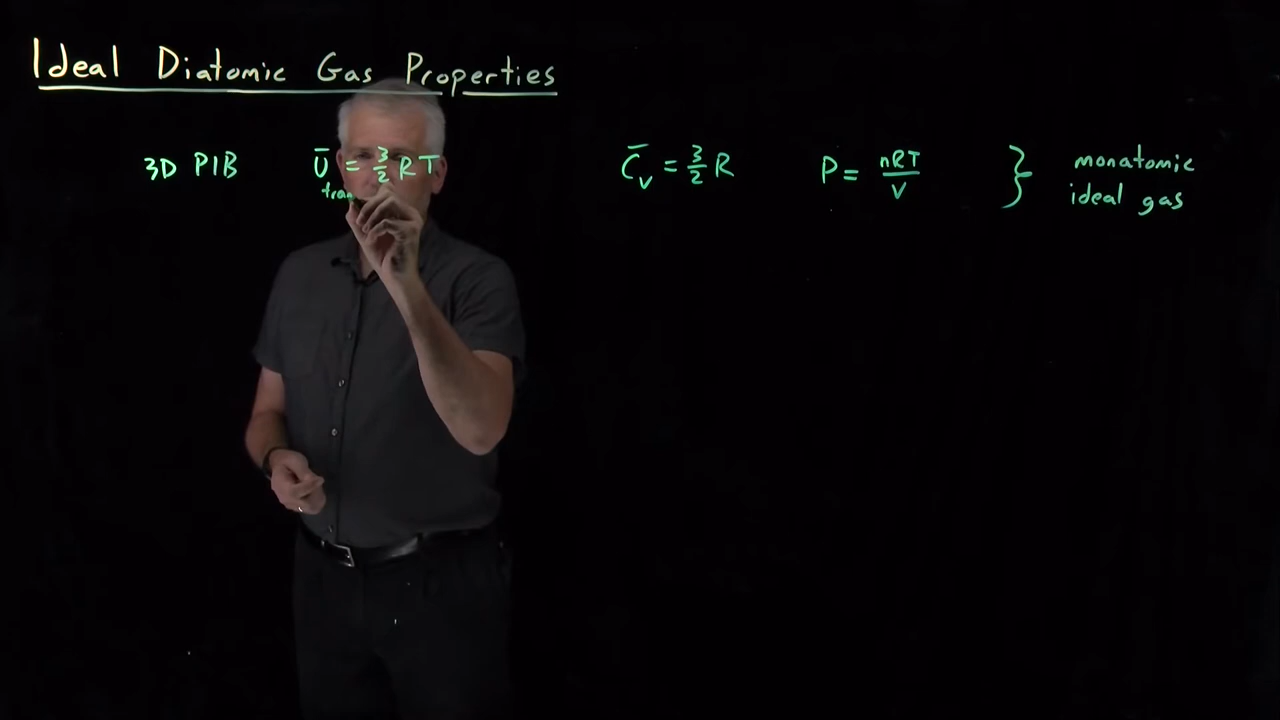 Ideal Diatomic Gas Properties
3D PIB Ū = 3/2 RT C̄v = 3/2 R P = nRT/V } monatomic
ideal gas